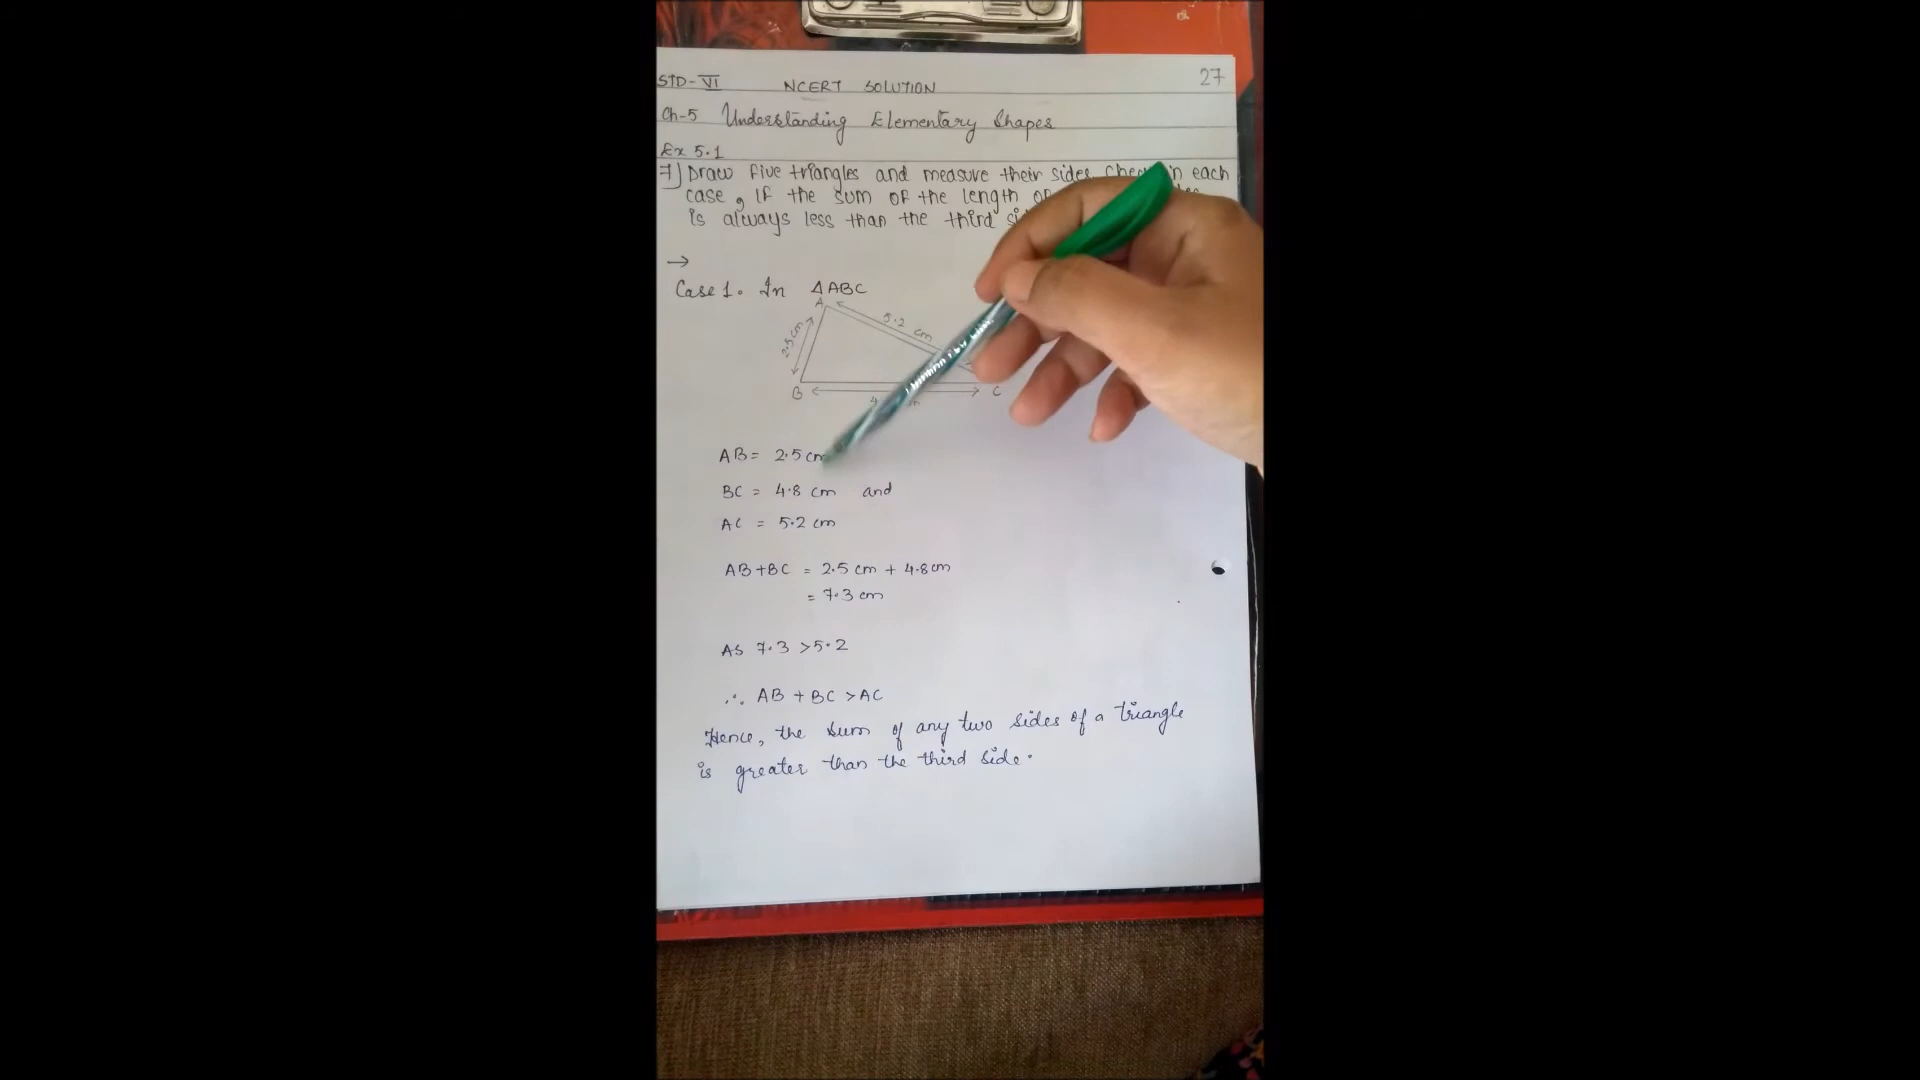 STD-VI NCERT SOLUTION 27
Ch-5 Understanding Elementary Shapes
Ex 5.1
7) Draw five triangles and measure their sides. in each
case, If the sum of the length
is always less than the third
→
Case 1. In △ABC
A
5.2 cm
2.5 cm
B C
4
AB = 2.5 cm
BC = 4.8 cm and
AC = 5.2 cm
AB+BC = 2.5 cm + 4.8 cm
= 7.3 cm
AS 7.3 >5.2
∴ AB + BC > AC
Hence, the sum of any two sides of a triangle
is greater than the third side.